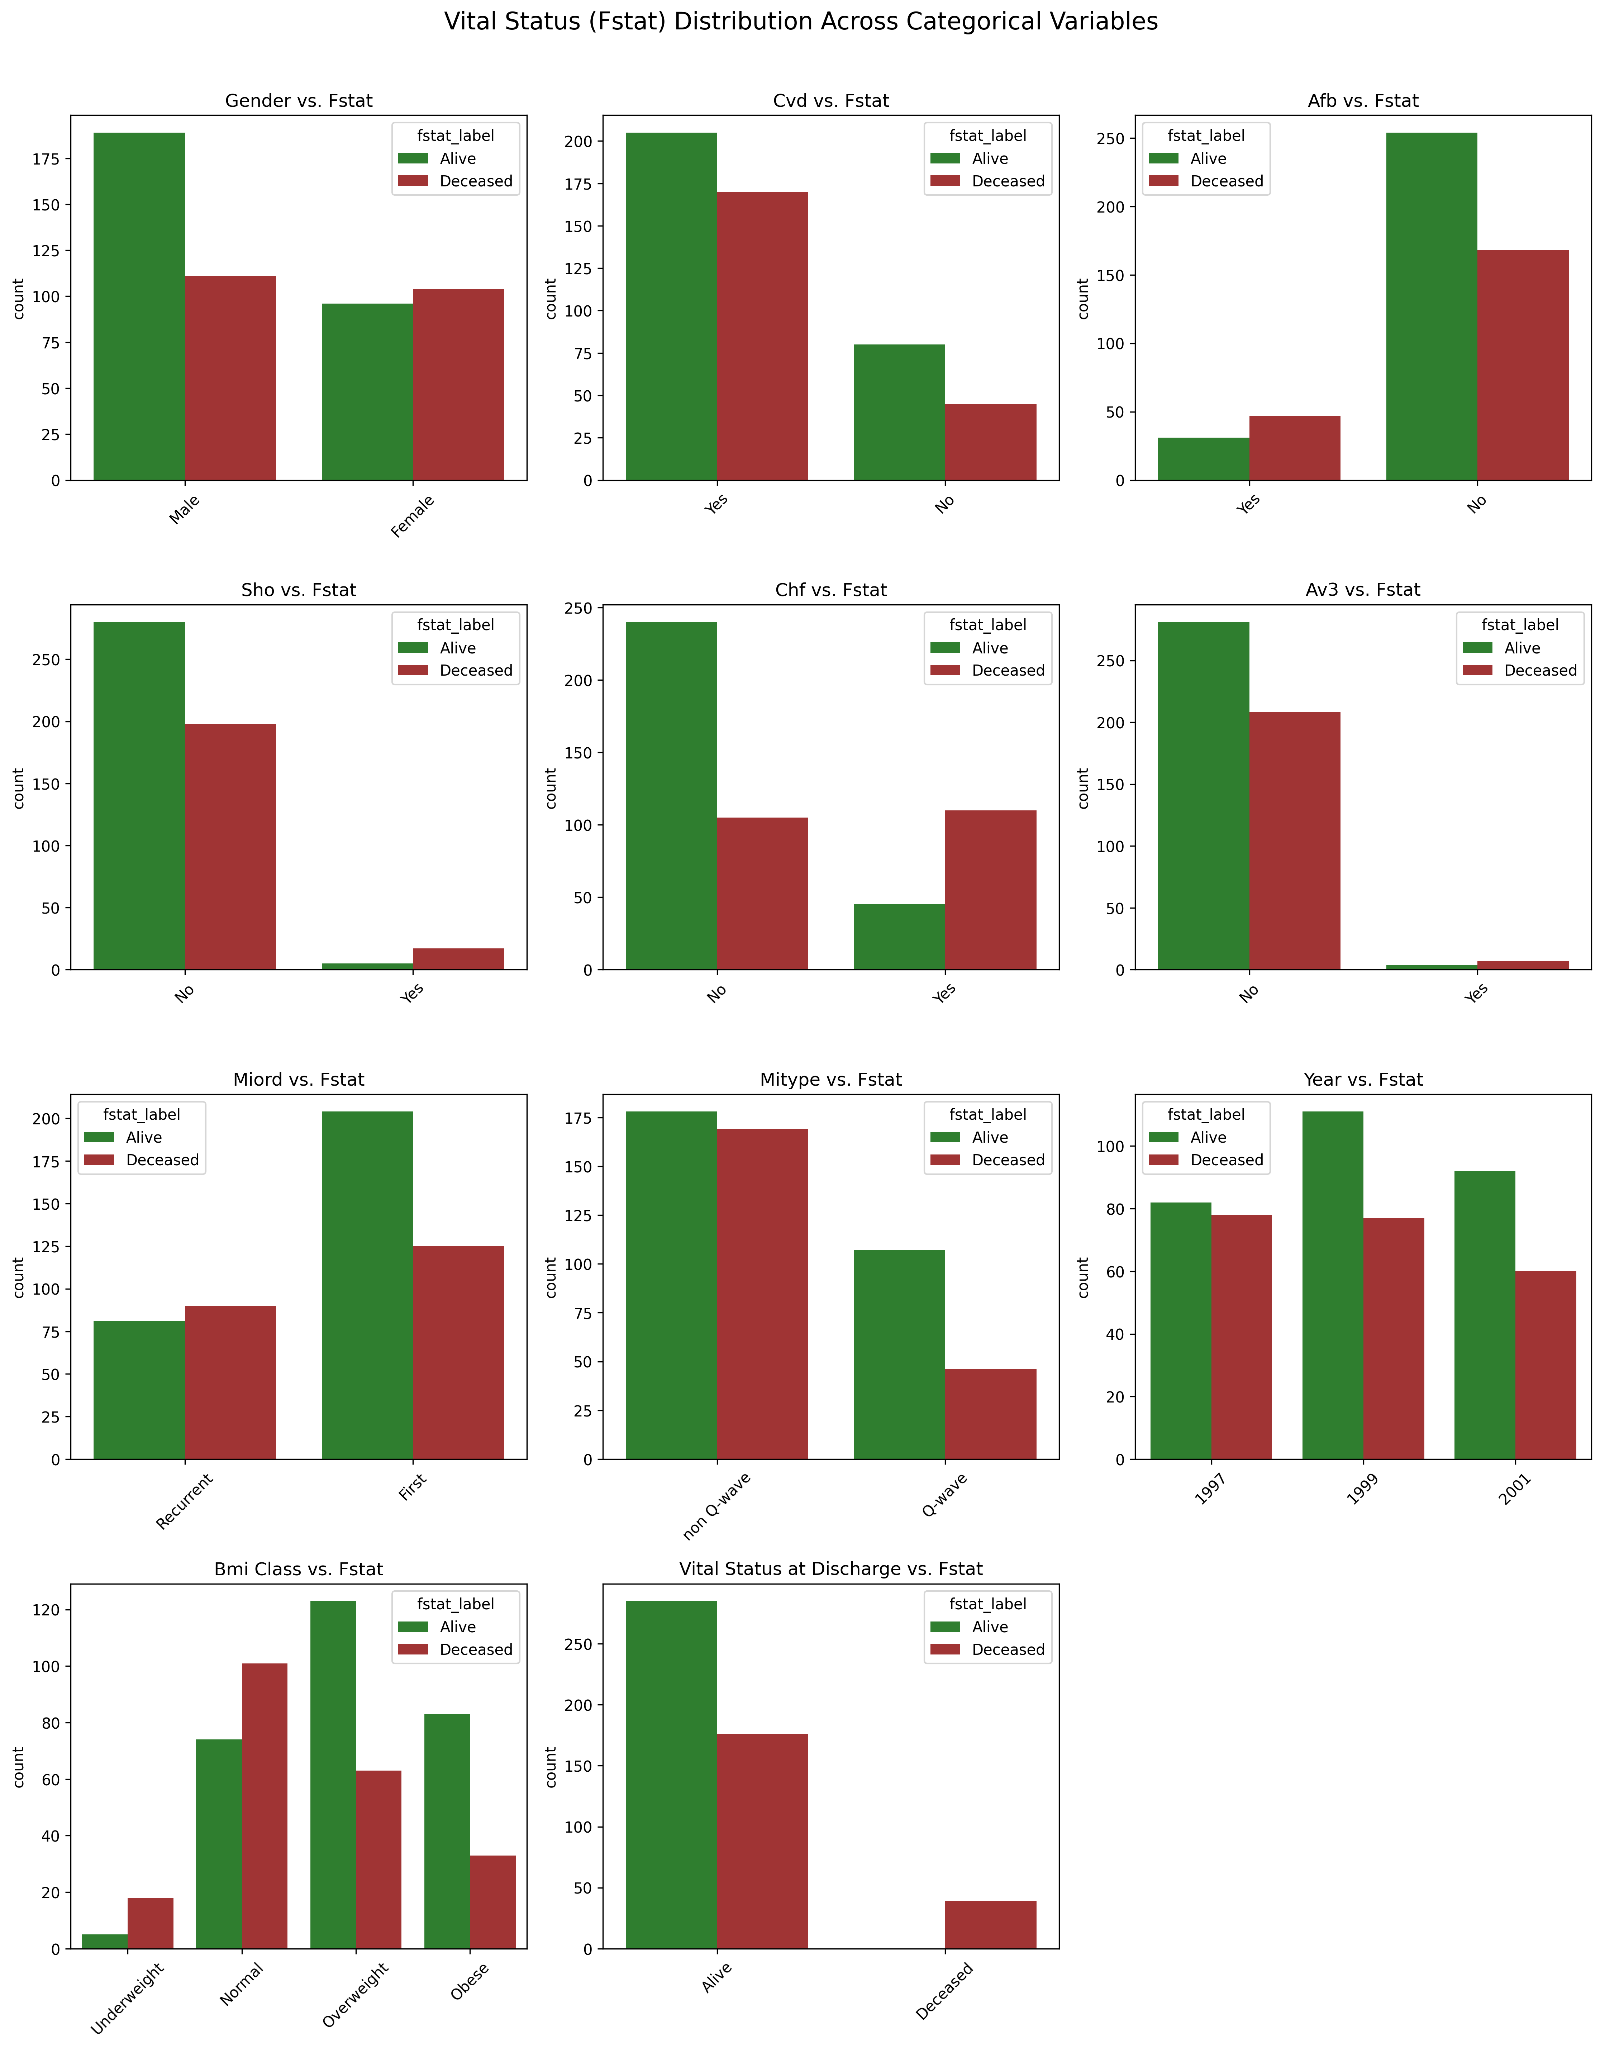 Vital Status (Fstat) Distribution Across Categorical Variables
Gender vs. Fstat
count
175
150
125
100
75
50
25
0
fstat_label
Alive
Deceased
Male
Female
Cvd vs. Fstat
count
200
175
150
125
100
75
50
25
0
fstat_label
Alive
Deceased
Yes
No
Afb vs. Fstat
count
250
200
150
100
50
0
fstat_label
Alive
Deceased
Yes
No
Sho vs. Fstat
count
250
200
150
100
50
0
fstat_label
Alive
Deceased
No
Yes
Chf vs. Fstat
count
250
200
150
100
50
0
fstat_label
Alive
Deceased
No
Yes
Av3 vs. Fstat
count
250
200
150
100
50
0
fstat_label
Alive
Deceased
No
Yes
Miord vs. Fstat
count
200
175
150
125
100
75
50
25
0
fstat_label
Alive
Deceased
Recurrent
First
Mitype vs. Fstat
count
175
150
125
100
75
50
25
0
fstat_label
Alive
Deceased
non Q-wave
Q-wave
Year vs. Fstat
count
100
80
60
40
20
0
fstat_label
Alive
Deceased
1997
1999
2001
Bmi Class vs. Fstat
count
120
100
80
60
40
20
0
fstat_label
Alive
Deceased
Underweight
Normal
Overweight
Obese
Vital Status at Discharge vs. Fstat
count
250
200
150
100
50
0
fstat_label
Alive
Deceased
Alive
Deceased